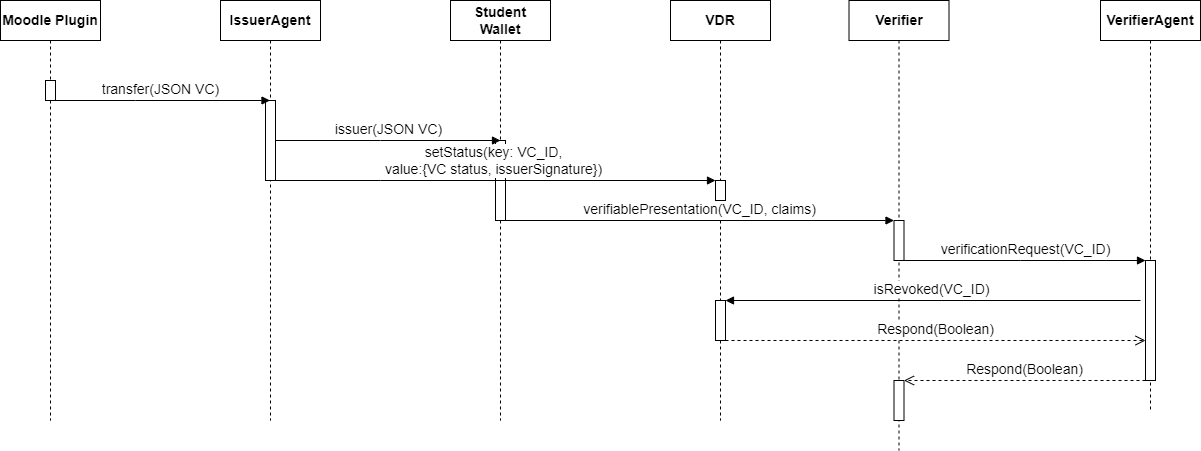 Moodle Plugin
IssuerAgent
Student
Wallet
VDR
Verifier
VerifierAgent
transfer(JSON VC)
issuer(JSON VC)
setStatus(key: VC_ID,
value:{VC status, issuerSignature})
verifiablePresentation(VC_ID, claims)
verificationRequest(VC_ID)
isRevoked(VC_ID)
Respond(Boolean)
Respond(Boolean)